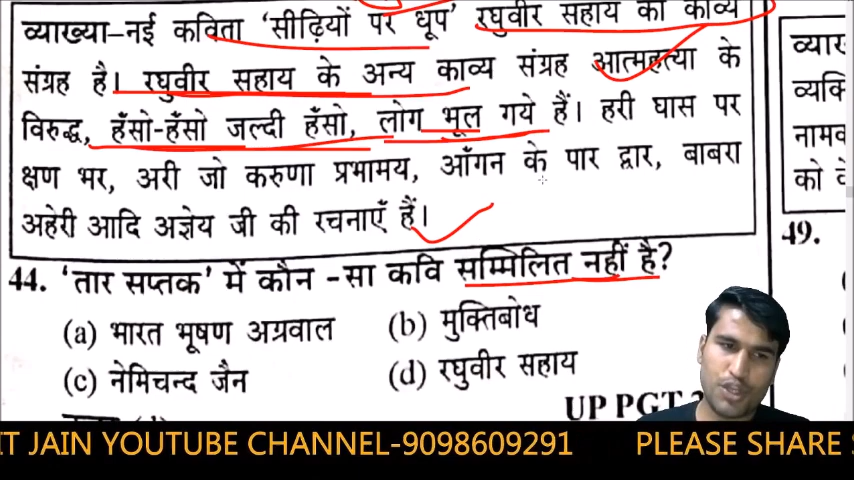 व्याख्या–नई कविता 'सीढ़ियों पर धूप' रघुवीर सहाय का काव्य
संग्रह है। रघुवीर सहाय के अन्य काव्य संग्रह आत्महत्या के
विरुद्ध, हँसो-हँसो जल्दी हँसो, लोग भूल गये हैं। हरी घास पर
क्षण भर, अरी जो करुणा प्रभामय, आँगन के पार द्वार, बाबरा
अहेरी आदि अज्ञेय जी की रचनाएँ हैं।
44. 'तार सप्तक' में कौन -सा कवि सम्मिलित नहीं है?
(a) भारत भूषण अग्रवाल (b) मुक्तिबोध
(c) नेमिचन्द जैन (d) रघुवीर सहाय
UP PGT
को
49.
JAIN YOUTUBE CHANNEL-9098609291 PLEASE SHARE